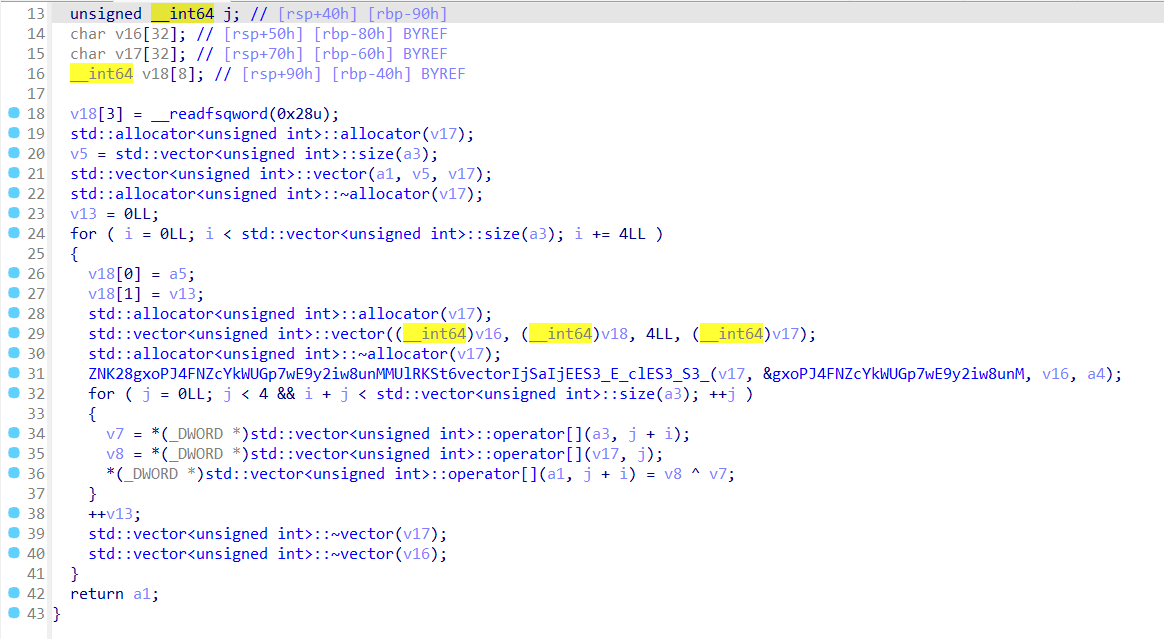 13 unsigned __int64 j; // [rsp+40h] [rbp-90h]
14 char v16[32]; // [rsp+50h] [rbp-80h] BYREF
15 char v17[32]; // [rsp+70h] [rbp-60h] BYREF
16 __int64 v18[8]; // [rsp+90h] [rbp-40h] BYREF
17
18 v18[3] = __readfsqword(0x28u);
19 std::allocator<unsigned int>::allocator(v17);
20 v5 = std::vector<unsigned int>::size(a3);
21 std::vector<unsigned int>::vector(a1, v5, v17);
22 std::allocator<unsigned int>::~allocator(v17);
23 v13 = 0LL;
24 for ( i = 0LL; i < std::vector<unsigned int>::size(a3); i += 4LL )
25 {
26 v18[0] = a5;
27 v18[1] = v13;
28 std::allocator<unsigned int>::allocator(v17);
29 std::vector<unsigned int>::vector((__int64)v16, (__int64)v18, 4LL, (__int64)v17);
30 std::allocator<unsigned int>::~allocator(v17);
31 ZNK28gxoPJ4FNZcYkWUGp7wE9y2iw8unMMUlRKSt6vectorIjSaIjEES3_E_clES3_S3_(v17, &gxoPJ4FNZcYkWUGp7wE9y2iw8unM, v16, a4);
32 for ( j = 0LL; j < 4 && i + j < std::vector<unsigned int>::size(a3); ++j )
33 {
34 v7 = *(_DWORD *)std::vector<unsigned int>::operator[](a3, j + i);
35 v8 = *(_DWORD *)std::vector<unsigned int>::operator[](v17, j);
36 *(_DWORD *)std::vector<unsigned int>::operator[](a1, j + i) = v8 ^ v7;
37 }
38 ++v13;
39 std::vector<unsigned int>::~vector(v17);
40 std::vector<unsigned int>::~vector(v16);
41 }
42 return a1;
43 }